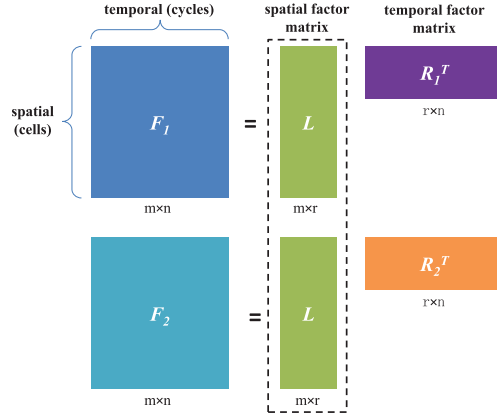 temporal (cycles)
spatial factor
matrix
temporal factor
matrix
spatial
(cells)
F₁
=
L
R₁ᵀ
m×n
m×r
r×n
F₂
=
L
R₂ᵀ
r×n
m×n
m×r